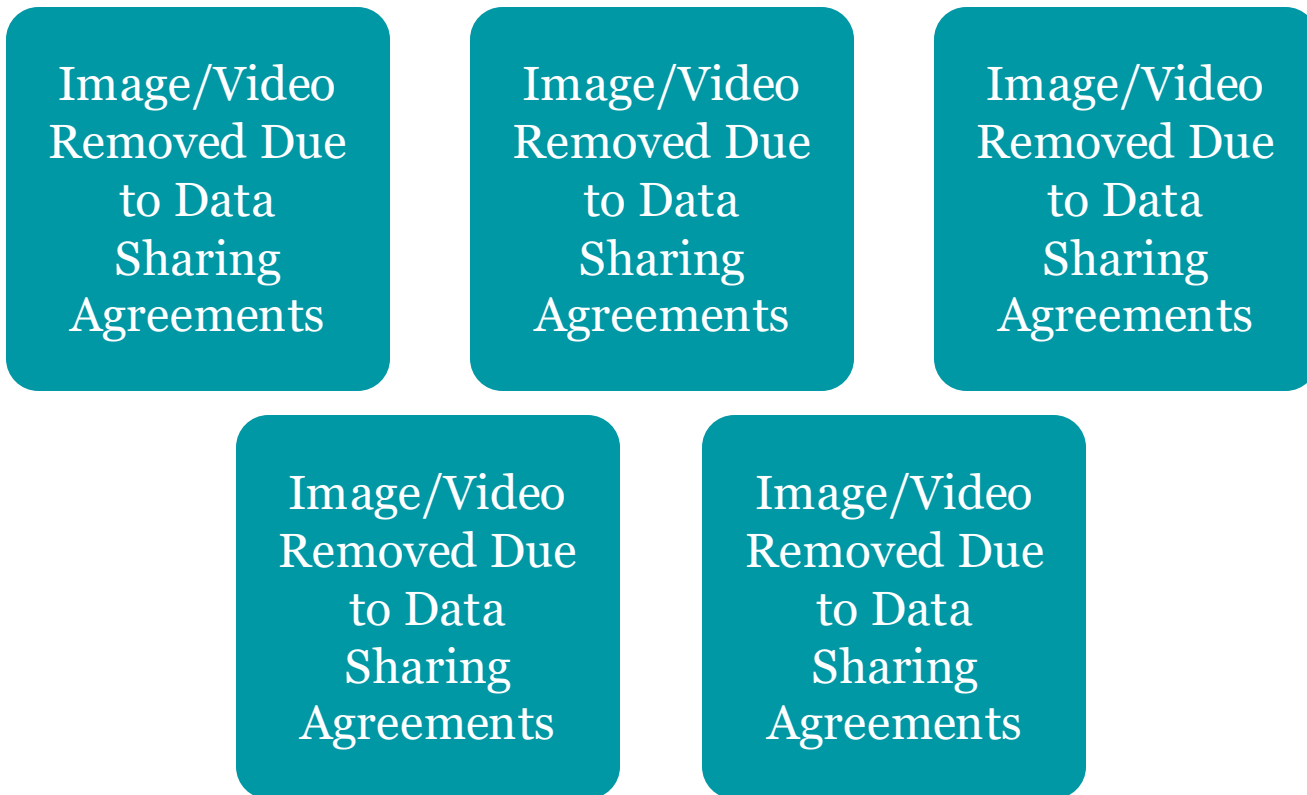 Image/Video
Removed Due
to Data
Sharing
Agreements
Image/Video
Removed Due
to Data
Sharing
Agreements
Image/Video
Removed Due
to Data
Sharing
Agreements
Image/Video
Removed Due
to Data
Sharing
Agreements
Image/Video
Removed Due
to Data
Sharing
Agreements